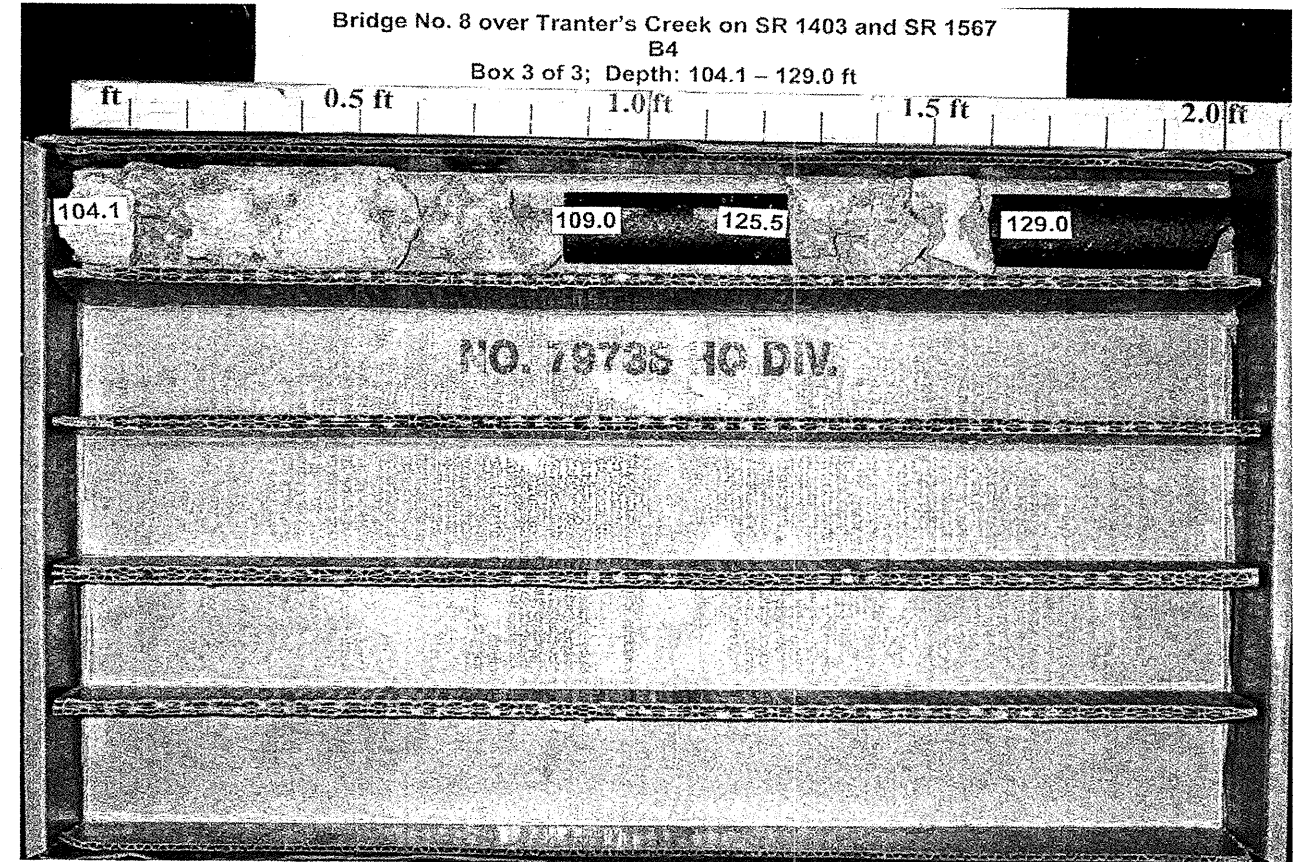 Bridge No. 8 over Tranter's Creek on SR 1403 and SR 1567
B4
Box 3 of 3; Depth: 104.1 – 129.0 ft
ft 0.5 ft 1.0 ft 1.5 ft 2.0 ft
104.1 109.0 125.5 129.0
NO. DIV.